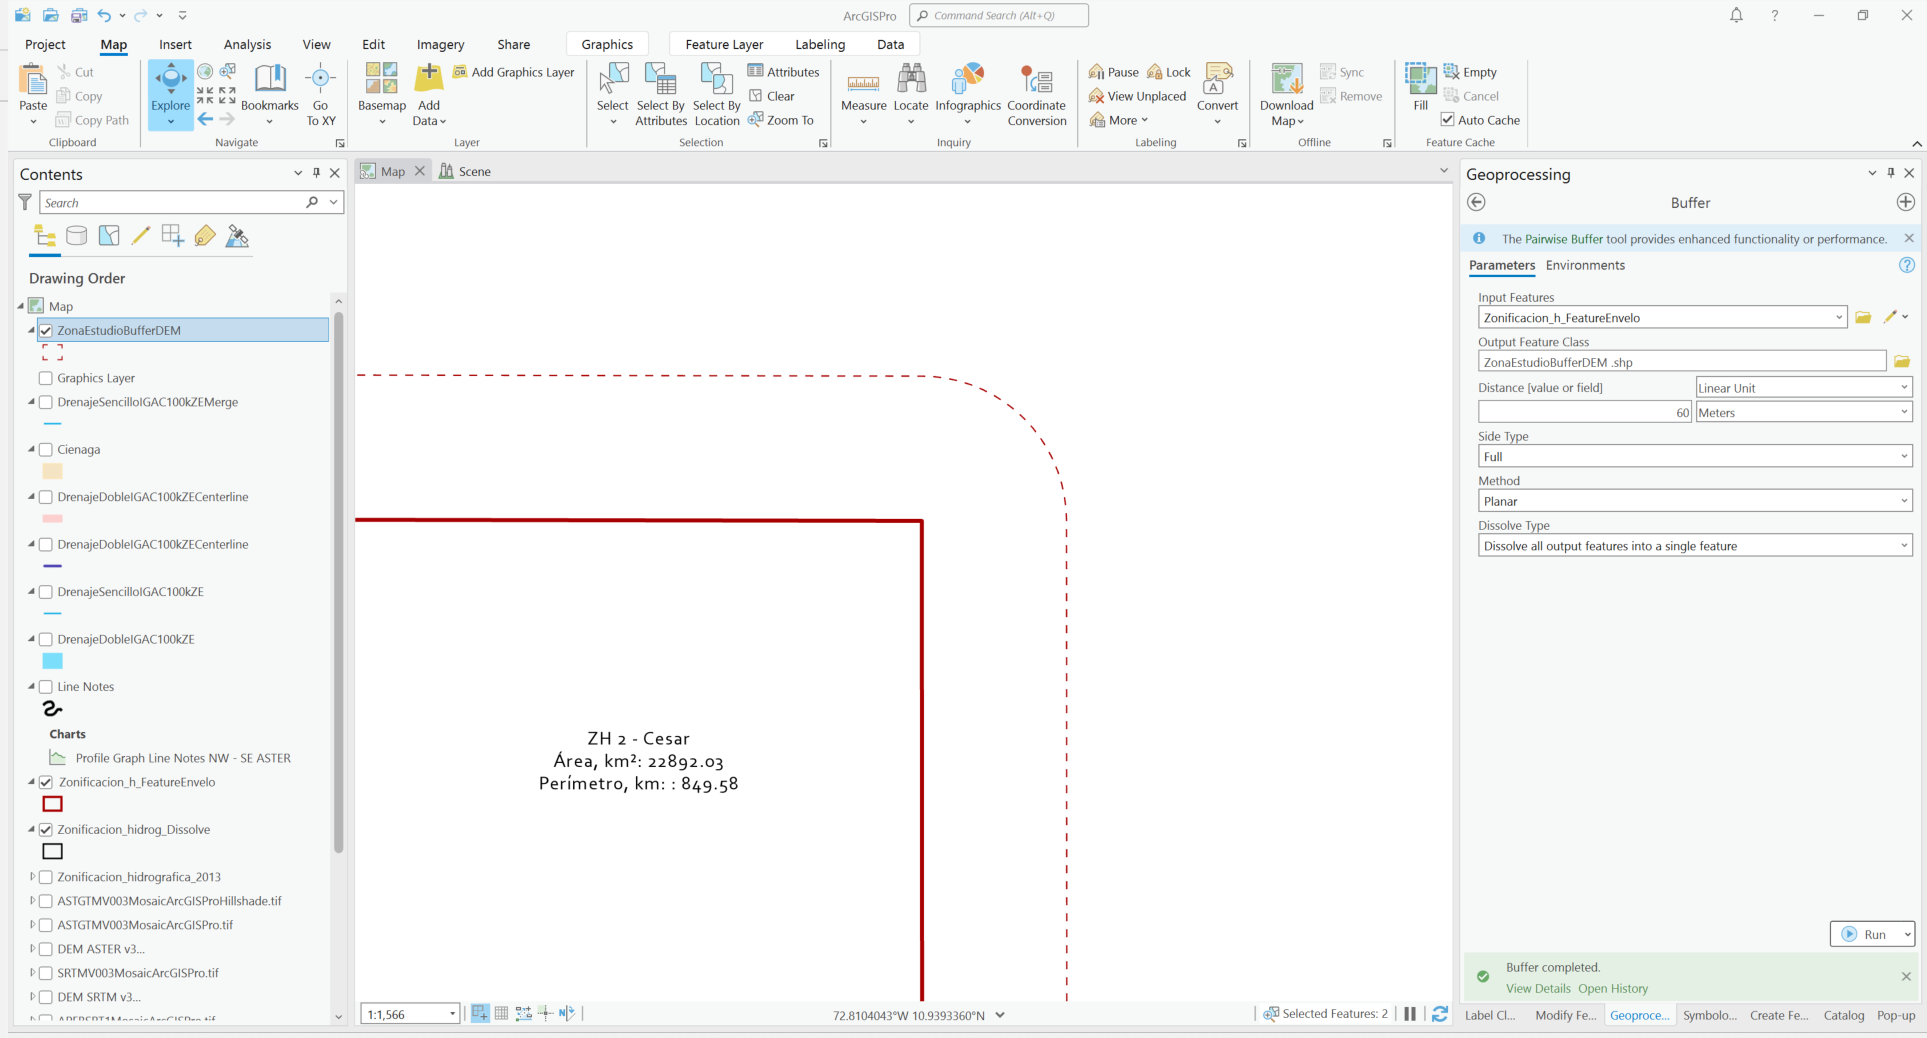 ArcGISPro
Command Search (Alt+Q)
Project
Map
Insert
Analysis
View
Edit
Imagery
Share
Graphics
Feature Layer
Labeling
Data
Paste
Cut
Copy
Copy Path
Clipboard
Explore
Bookmarks
Go
To XY
Navigate
Basemap
Add
Data
Add Graphics Layer
Layer
Select
Select By
Attributes
Select By
Location
Attributes
Clear
Zoom To
Selection
Measure
Locate
Infographics
Coordinate
Conversion
Inquiry
Pause
Lock
View Unplaced
More
Convert
Labeling
Download
Map
Sync
Remove
Offline
Fill
Empty
Cancel
Auto Cache
Feature Cache
Contents
Search
Drawing Order
Map
ZonaEstudioBufferDEM
Graphics Layer
DrenajeSencilloIGAC100kZEMerge
Cienaga
DrenajeDobleIGAC100kZECenterline
DrenajeDobleIGAC100kZECenterline
DrenajeSencilloIGAC100kZE
DrenajeDobleIGAC100kZE
Line Notes
Charts
Profile Graph Line Notes NW - SE ASTER
Zonificacion_h_FeatureEnvelo
Zonificacion_hidrog_Dissolve
Zonificacion_hidrografica_2013
ASTGTMV003MosaicArcGISProHillshade.tif
ASTGTMV003MosaicArcGISPro.tif
DEM ASTER v3...
SRTMV003MosaicArcGISPro.tif
DEM SRTM v3...
Map
Scene
ZH 2 - Cesar
Área, km²: 22892.03
Perímetro, km: : 849.58
1:1,566
72.8104043°W 10.9393360°N
Selected Features: 2
Geoprocessing
Buffer
The Pairwise Buffer tool provides enhanced functionality or performance.
Parameters
Environments
Input Features
Zonificacion_h_FeatureEnvelo
Output Feature Class
ZonaEstudioBufferDEM .shp
Distance [value or field]
Linear Unit
60
Meters
Side Type
Full
Method
Planar
Dissolve Type
Dissolve all output features into a single feature
Run
Buffer completed.
View Details Open History
Label Cl...
Modify Fe...
Geoproce...
Symbolo...
Create Fe...
Catalog
Pop-up